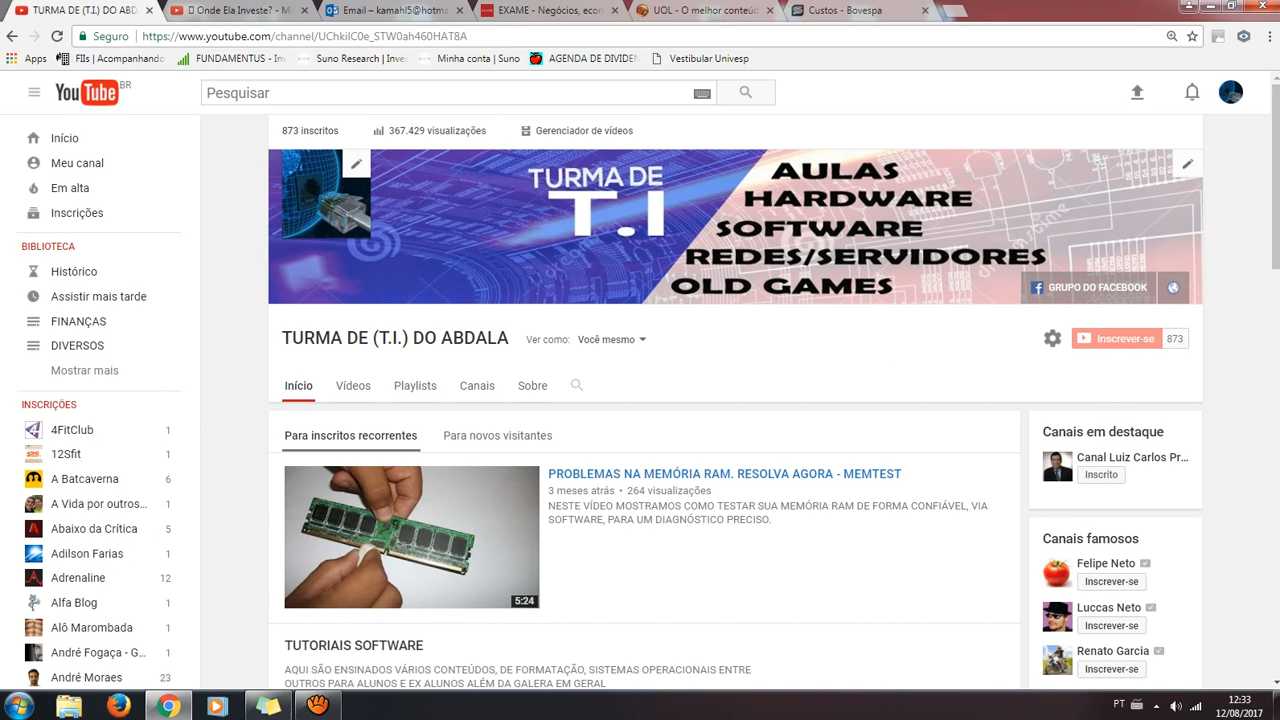 TURMA DE (T.I.) DO ABD
Onde Ela Investe? - Mi
Email – kamahl5@hotma
EXAME - Negócios, econ
UOL - O melhor conteúd
Custos - Bovespa
Seguro
https://www.youtube.com/channel/UChkilC0e_STW0ah460HAT8A
Apps
FIIs | Acompanhando
FUNDAMENTUS - Inv
Suno Research | Inves
Minha conta | Suno
AGENDA DE DIVIDEN
Vestibular Univesp
YouTube BR
Pesquisar
Início
Meu canal
Em alta
Inscrições
BIBLIOTECA
Histórico
Assistir mais tarde
FINANÇAS
DIVERSOS
Mostrar mais
INSCRIÇÕES
4FitClub 1
12Sfit 1
A Batcaverna 6
A Vida por outros... 1
Abaixo da Crítica 5
Adilson Farias 1
Adrenaline 12
Alfa Blog 1
Alô Marombada 1
André Fogaça - G... 1
André Moraes 23
873 inscritos
367.429 visualizações
Gerenciador de vídeos
TURMA DE
T.I
AULAS
HARDWARE
SOFTWARE
REDES/SERVIDORES
OLD GAMES
GRUPO DO FACEBOOK
TURMA DE (T.I.) DO ABDALA
Ver como: Você mesmo
Inscrever-se 873
Início
Vídeos
Playlists
Canais
Sobre
Para inscritos recorrentes
Para novos visitantes
5:24
PROBLEMAS NA MEMÓRIA RAM. RESOLVA AGORA - MEMTEST
3 meses atrás • 264 visualizações
NESTE VÍDEO MOSTRAMOS COMO TESTAR SUA MEMÓRIA RAM DE FORMA CONFIÁVEL, VIA
SOFTWARE, PARA UM DIAGNÓSTICO PRECISO.
TUTORIAIS SOFTWARE
AQUI SÃO ENSINADOS VÁRIOS CONTEÚDOS, DE FORMATAÇÃO, SISTEMAS OPERACIONAIS ENTRE
OUTROS PARA ALUNOS E EX ALUNOS ALÉM DA GALERA EM GERAL
Canais em destaque
Canal Luiz Carlos Pr...
Inscrito
Canais famosos
Felipe Neto
Inscrever-se
Luccas Neto
Inscrever-se
Renato Garcia
Inscrever-se
PT
12:33
12/08/2017